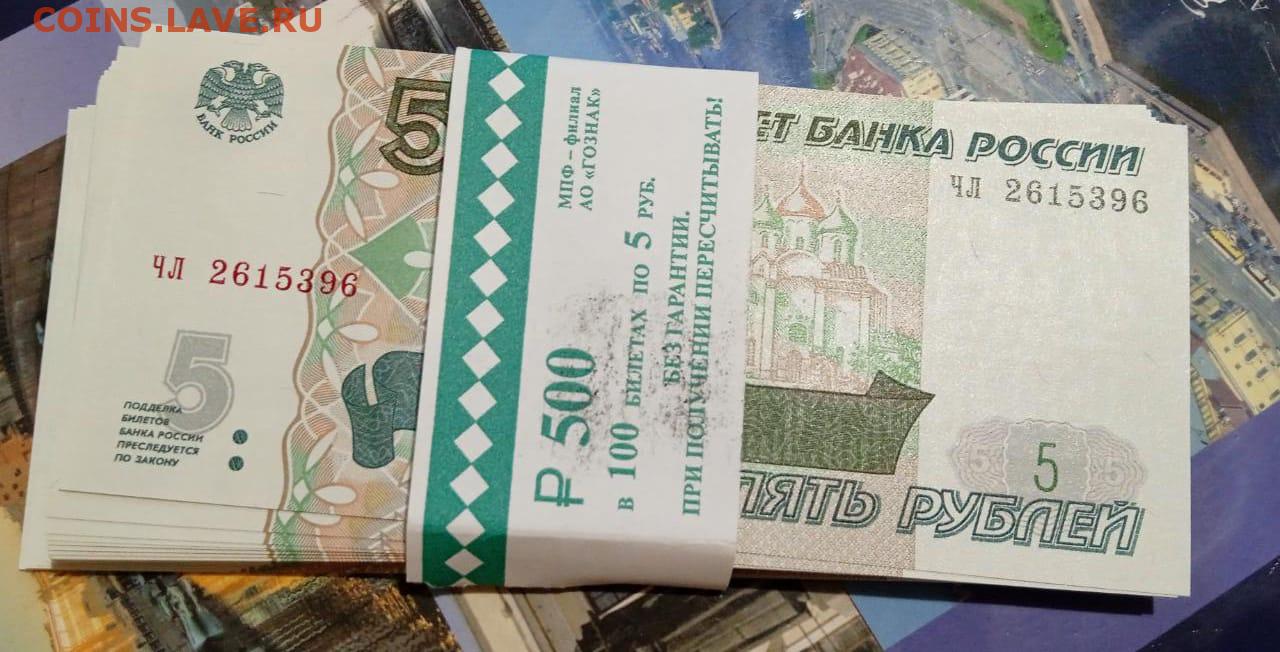 COINS.LAVE.RU
БАНК РОССИИ
5
чл 2615396
5
ПОДДЕЛКА
БИЛЕТОВ
БАНКА РОССИИ
ПРЕСЛЕДУЕТСЯ
ПО ЗАКОНУ
МПФ – филиал
АО «ГОЗНАК»
₽ 500
в 100 БИЛЕТАХ ПО 5 РУБ.
БЕЗ ГАРАНТИИ.
ПРИ ПОЛУЧЕНИИ ПЕРЕСЧИТЫВАТЬ!
ЕТ БАНКА РОССИИ
чл 2615396
5 5 5
ПЯТЬ РУБЛЕЙ